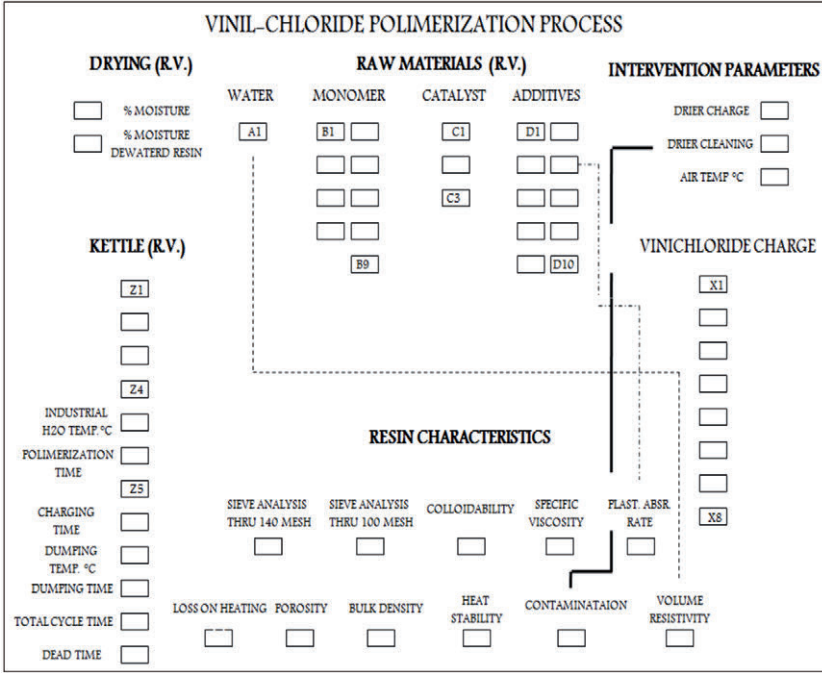 VINIL-CHLORIDE POLIMERIZATION PROCESS
DRYING (R.V.)
% MOISTURE
% MOISTURE
DEWATERD RESIN
RAW MATERIALS (R.V.)
WATER
MONOMER
CATALYST
ADDITIVES
A1
B1
C1
D1
C3
B9
D10
INTERVENTION PARAMETERS
DRIER CHARGE
DRIER CLEANING
AIR TEMP °C
KETTLE (R.V.)
Z1
Z4
INDUSTRIAL
H2O TEMP.°C
POLIMERIZATION
TIME
Z5
CHARGING
TIME
DUMPING
TEMP. °C
DUMPING TIME
TOTAL CYCLE TIME
DEAD TIME
VINICHLORIDE CHARGE
X1
X8
RESIN CHARACTERISTICS
SIEVE ANALYSIS
THRU 140 MESH
SIEVE ANALYSIS
THRU 100 MESH
COLLOIDABILITY
SPECIFIC
VISCOSITY
PLAST. ABSR.
RATE
LOSS ON HEATING
POROSITY
BULK DENSITY
HEAT
STABILITY
CONTAMINATAION
VOLUME
RESISTIVITY